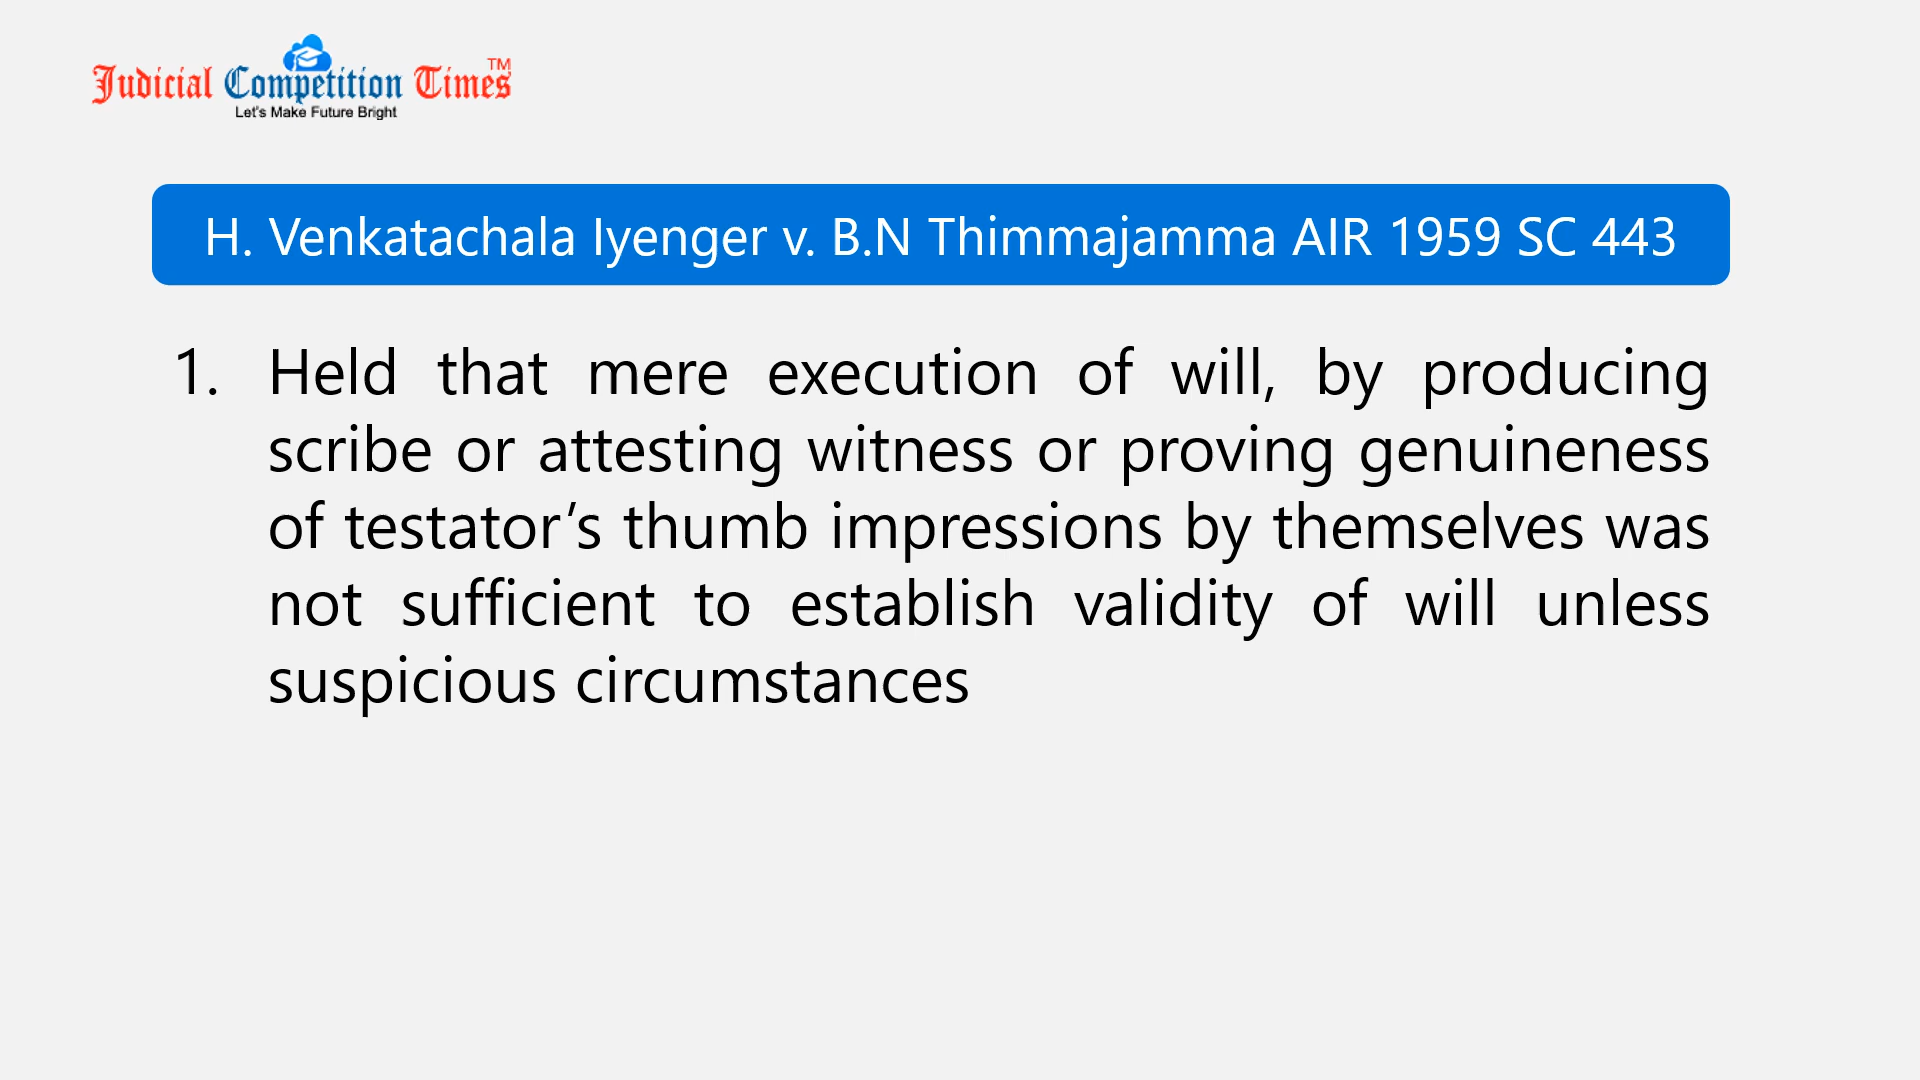 Judicial Competition Times™
Let's Make Future Bright
H. Venkatachala Iyenger v. B.N Thimmajamma AIR 1959 SC 443
1. Held that mere execution of will, by producing
scribe or attesting witness or proving genuineness
of testator’s thumb impressions by themselves was
not sufficient to establish validity of will unless
suspicious circumstances